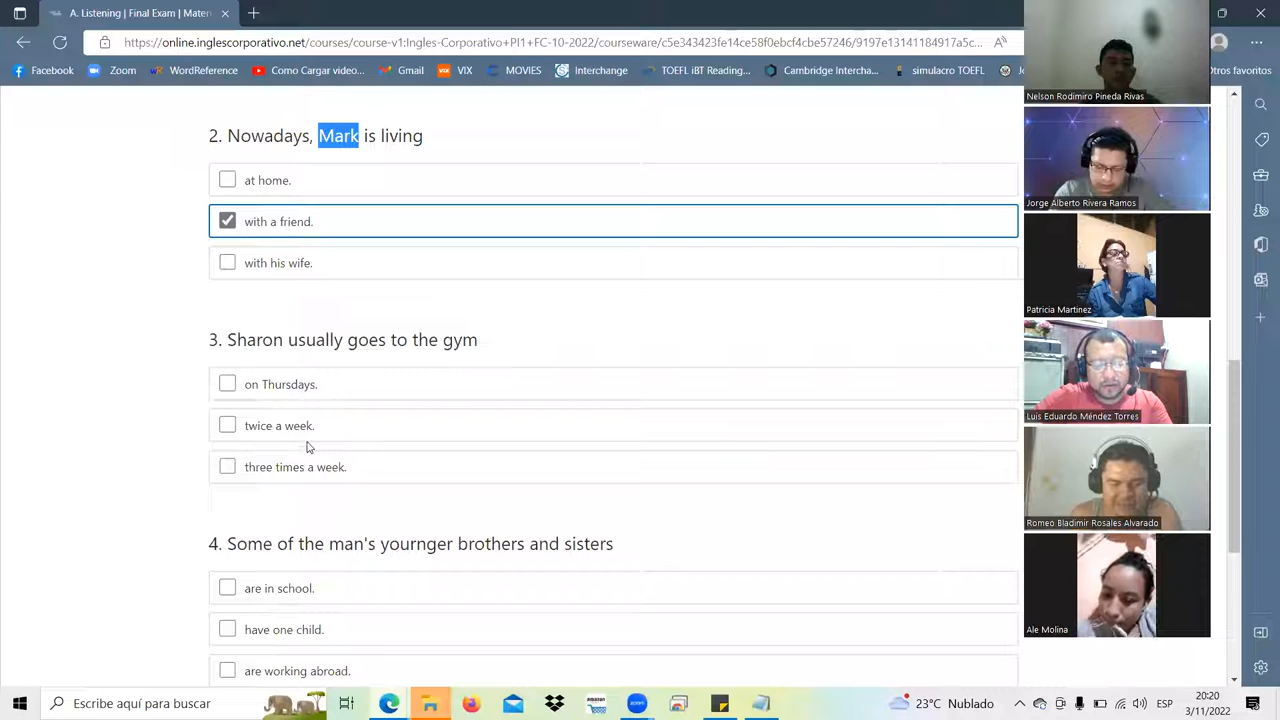 A. Listening | Final Exam | Mater
https://online.inglescorporativo.net/courses/course-v1:Ingles-Corporativo+II1+FC-10-2022/courseware/c5e343423fe14ce58f0ebcf4cbe57246/9197e13141184917a5c...
Facebook
Zoom
WordReference
Como Cargar video...
Gmail
VIX
MOVIES
Interchange
TOEFL iBT Reading...
Cambridge Intercha...
simulacro TOEFL
Otros favoritos
2. Nowadays, Mark is living
at home.
with a friend.
with his wife.
3. Sharon usually goes to the gym
on Thursdays.
twice a week.
three times a week.
4. Some of the man's yournger brothers and sisters
are in school.
have one child.
are working abroad.
Nelson Rodimiro Pineda Rivas
Jorge Alberto Rivera Ramos
Patricia Martinez
Luis Eduardo Méndez Torres
Romeo Bladimir Rosales Alvarado
Ale Molina
Escribe aquí para buscar
23°C Nublado
ESP
20:20
3/11/2022